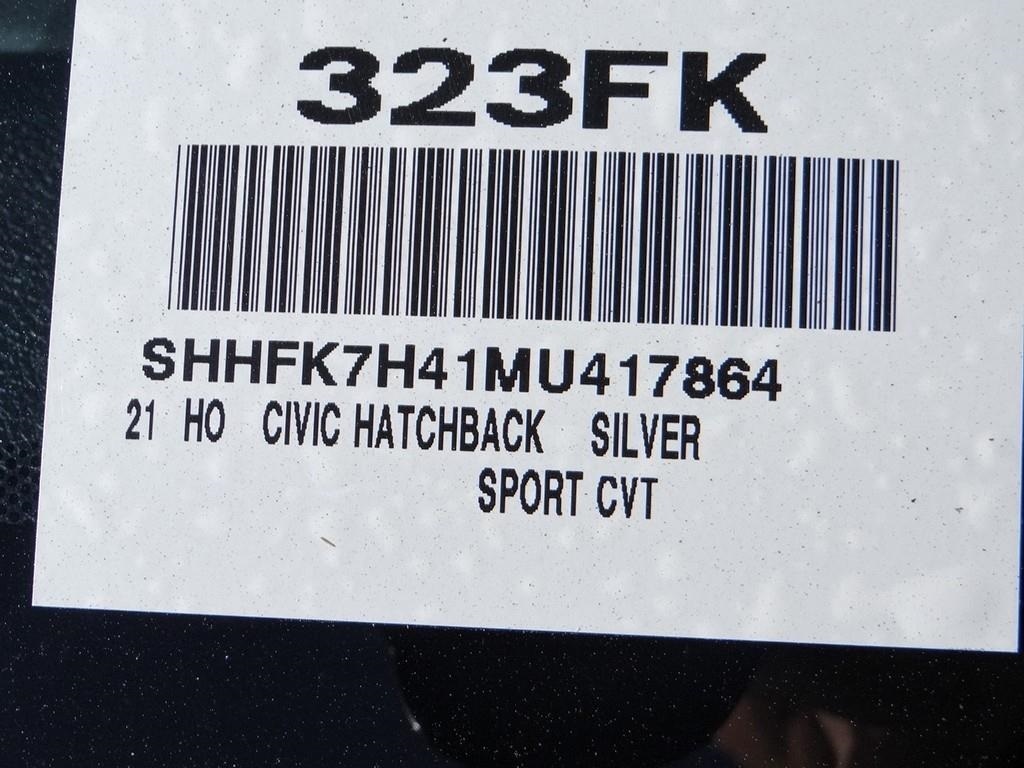 323FK
SHHFK7H41MU417864
21 HO CIVIC HATCHBACK SILVER
SPORT CVT